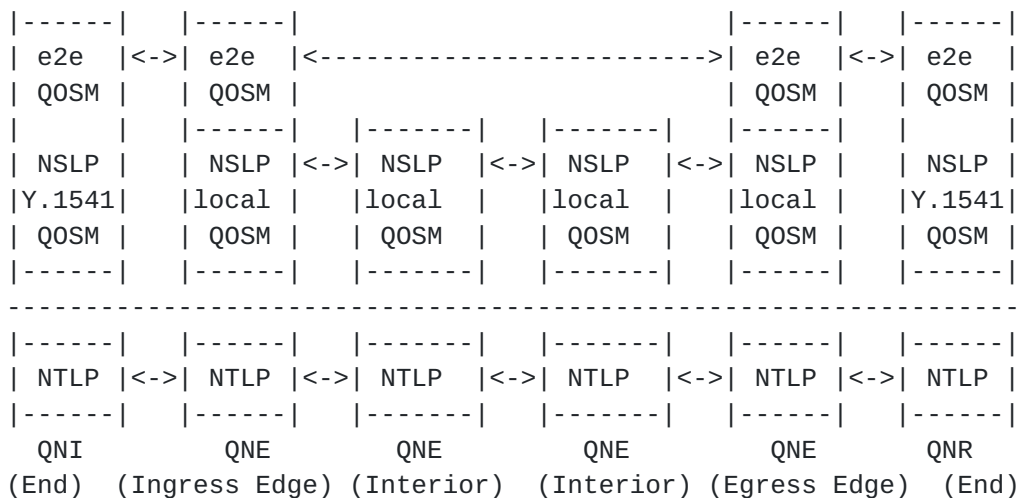 |------|   |------|                          |------|   |------|
| e2e  |<->| e2e  |<------------------------->| e2e  |<->| e2e  |
| QOSM |   | QOSM |                          | QOSM |   | QOSM |
|      |   |------|   |-------|   |-------|   |------|   |      |
| NSLP |   | NSLP |<->| NSLP  |<->| NSLP  |<->| NSLP |   | NSLP |
|Y.1541|   |local |   |local  |   |local  |   |local |   |Y.1541|
| QOSM |   | QOSM |   | QOSM  |   | QOSM  |   | QOSM |   | QOSM |
|------|   |------|   |-------|   |-------|   |------|   |------|
-----------------------------------------------------------------
|------|   |------|   |-------|   |-------|   |------|   |------|
| NTLP |<->| NTLP |<->| NTLP  |<->| NTLP  |<->| NTLP |<->| NTLP |
|------|   |------|   |-------|   |-------|   |------|   |------|
  QNI        QNE        QNE         QNE         QNE       QNR
(End)  (Ingress Edge) (Interior)  (Interior) (Egress Edge)  (End)